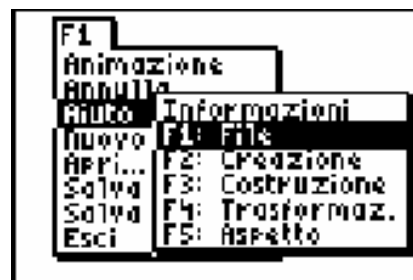 F1
Animazione
Annulla
Aiuto
Nuovo
Apri...
Salva
Salva
Esci
Informazioni
F1: File
F2: Creazione
F3: Costruzione
F4: Trasformaz.
F5: Aspetto